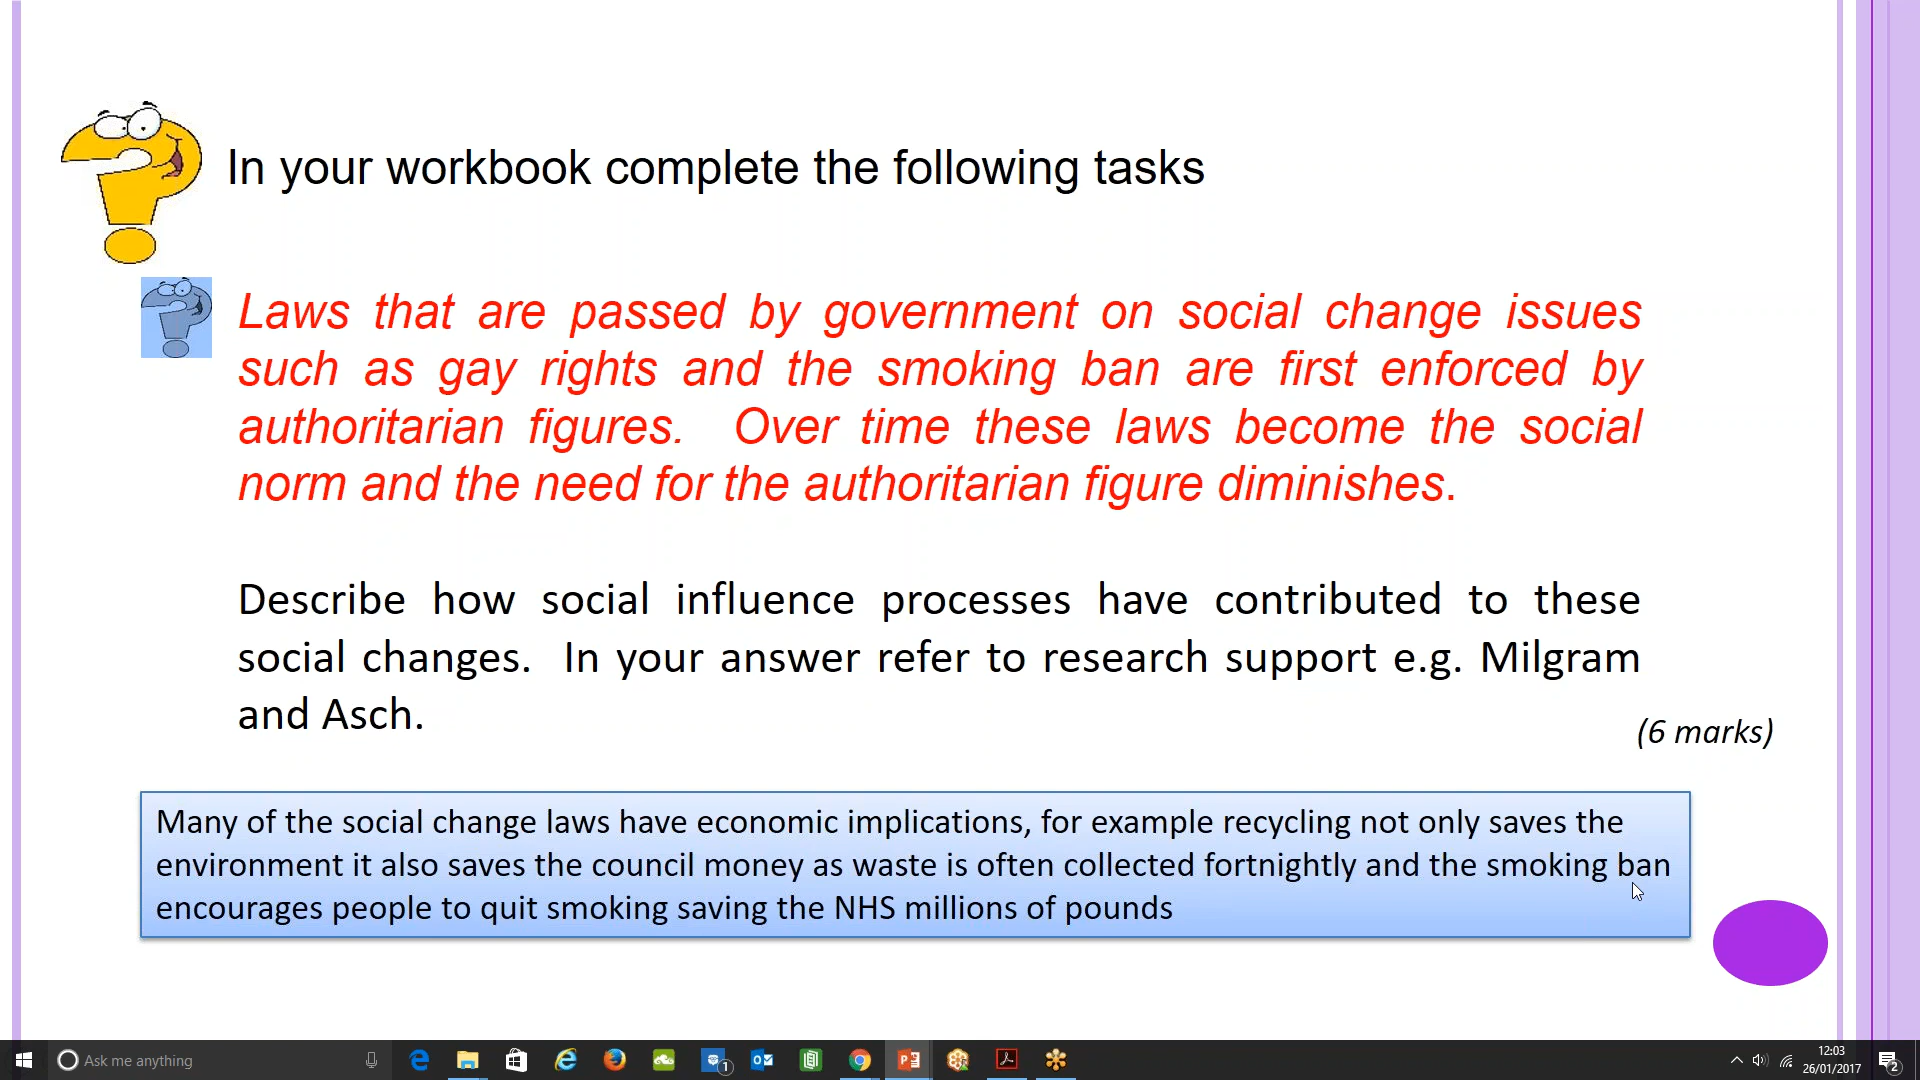 In your workbook complete the following tasks
Laws that are passed by government on social change issues
such as gay rights and the smoking ban are first enforced by
authoritarian figures.  Over time these laws become the social
norm and the need for the authoritarian figure diminishes.
Describe how social influence processes have contributed to these
social changes.  In your answer refer to research support e.g. Milgram
and Asch.
(6 marks)
Many of the social change laws have economic implications, for example recycling not only saves the
environment it also saves the council money as waste is often collected fortnightly and the smoking ban
encourages people to quit smoking saving the NHS millions of pounds
Ask me anything
1
12:03
26/01/2017
2